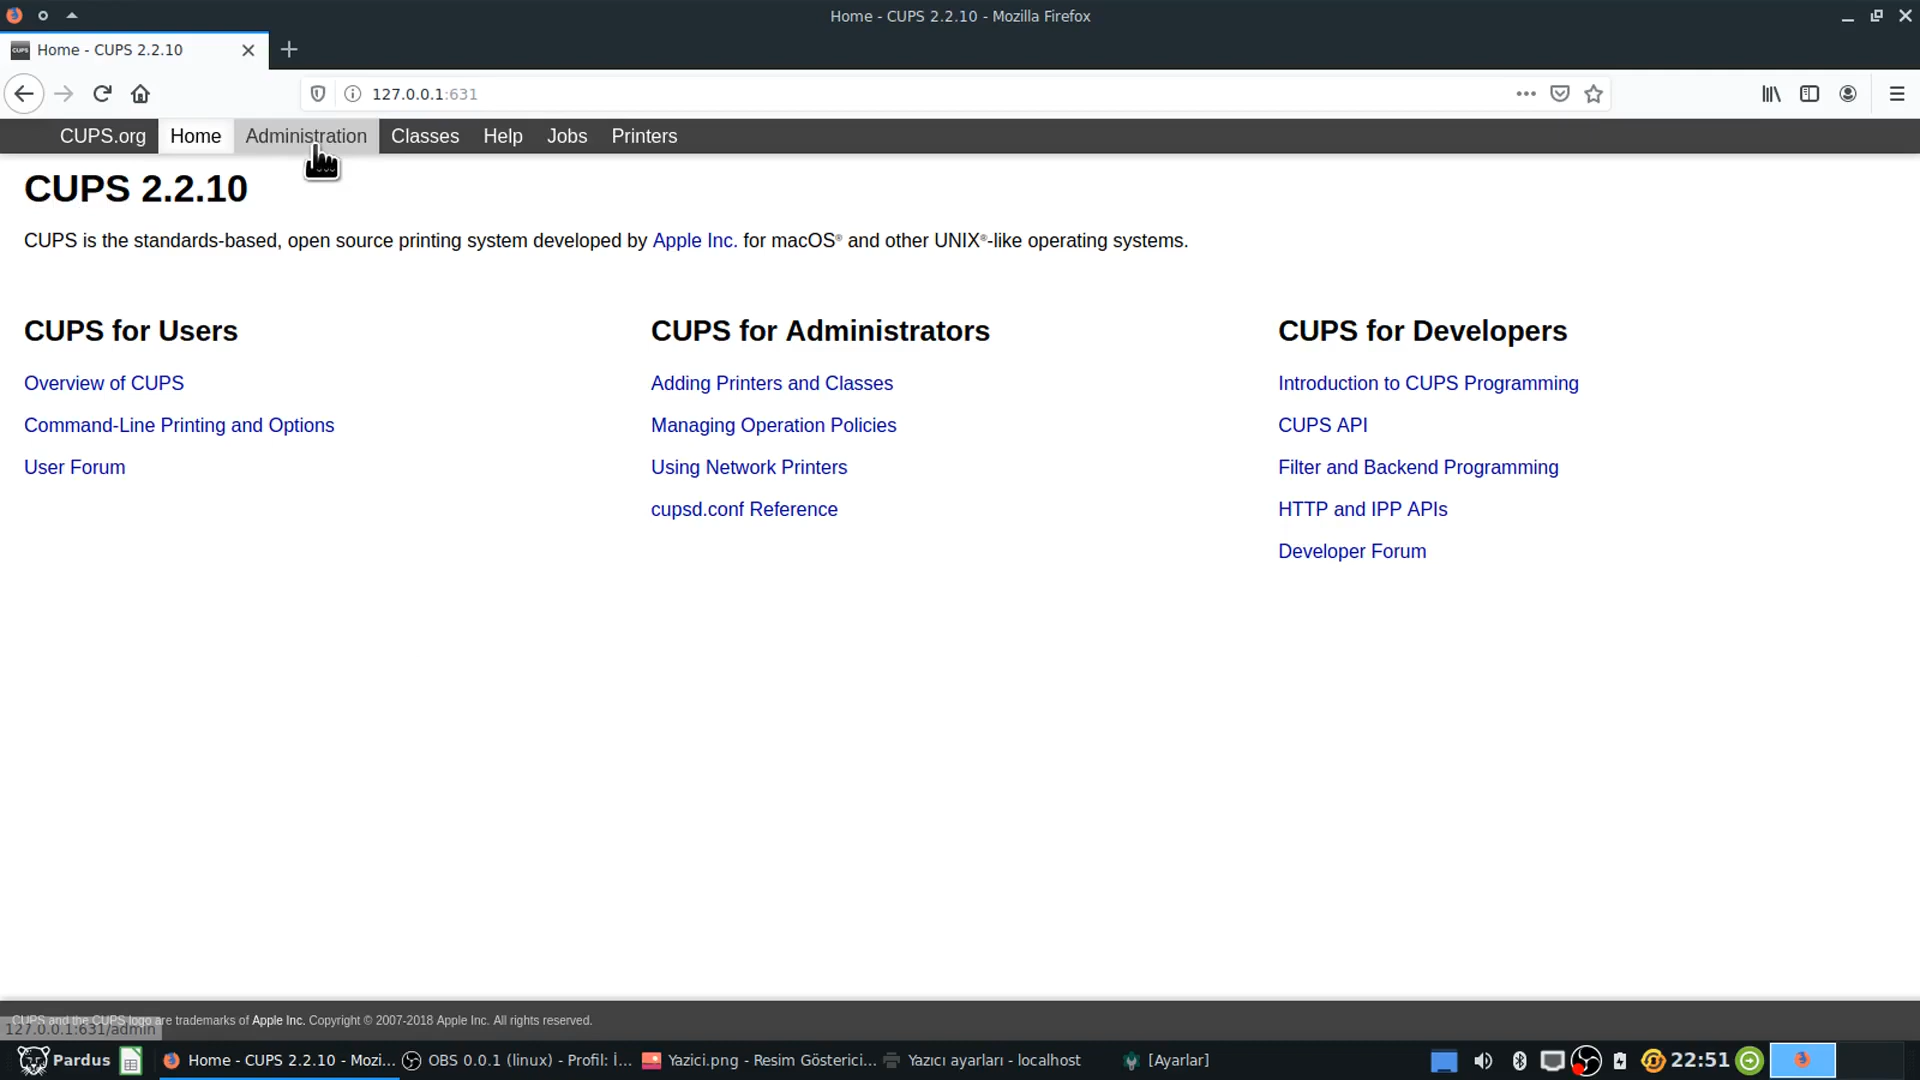 Home - CUPS 2.2.10 - Mozilla Firefox
CUPS Home - CUPS 2.2.10
127.0.0.1:631
CUPS.org Home Administration Classes Help Jobs Printers
CUPS 2.2.10
CUPS is the standards-based, open source printing system developed by Apple Inc. for macOS® and other UNIX®-like operating systems.
CUPS for Users
Overview of CUPS
Command-Line Printing and Options
User Forum
CUPS for Administrators
Adding Printers and Classes
Managing Operation Policies
Using Network Printers
cupsd.conf Reference
CUPS for Developers
Introduction to CUPS Programming
CUPS API
Filter and Backend Programming
HTTP and IPP APIs
Developer Forum
CUPS and the CUPS logo are trademarks of Apple Inc. Copyright © 2007-2018 Apple Inc. All rights reserved.
127.0.0.1:631/admin
Pardus Home - CUPS 2.2.10 - Mozi... OBS 0.0.1 (linux) - Profil: İ... Yazici.png - Resim Gösterici... Yazıcı ayarları - localhost [Ayarlar] 22:51